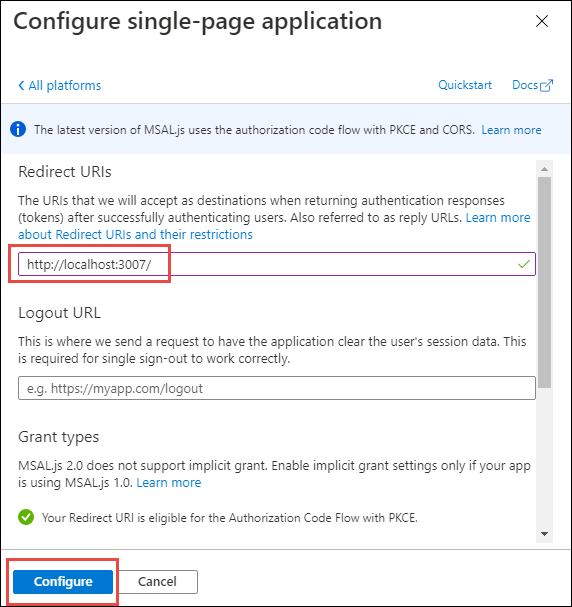 Configure single-page application
All platforms
Quickstart
Docs
The latest version of MSAL.js uses the authorization code flow with PKCE and CORS. Learn more
Redirect URIs
The URIs that we will accept as destinations when returning authentication responses
(tokens) after successfully authenticating users. Also referred to as reply URLs. Learn more
about Redirect URIs and their restrictions
http://localhost:3007/
Logout URL
This is where we send a request to have the application clear the user's session data. This
is required for single sign-out to work correctly.
e.g. https://myapp.com/logout
Grant types
MSAL.js 2.0 does not support implicit grant. Enable implicit grant settings only if your app
is using MSAL.js 1.0. Learn more
Your Redirect URI is eligible for the Authorization Code Flow with PKCE.
Configure
Cancel